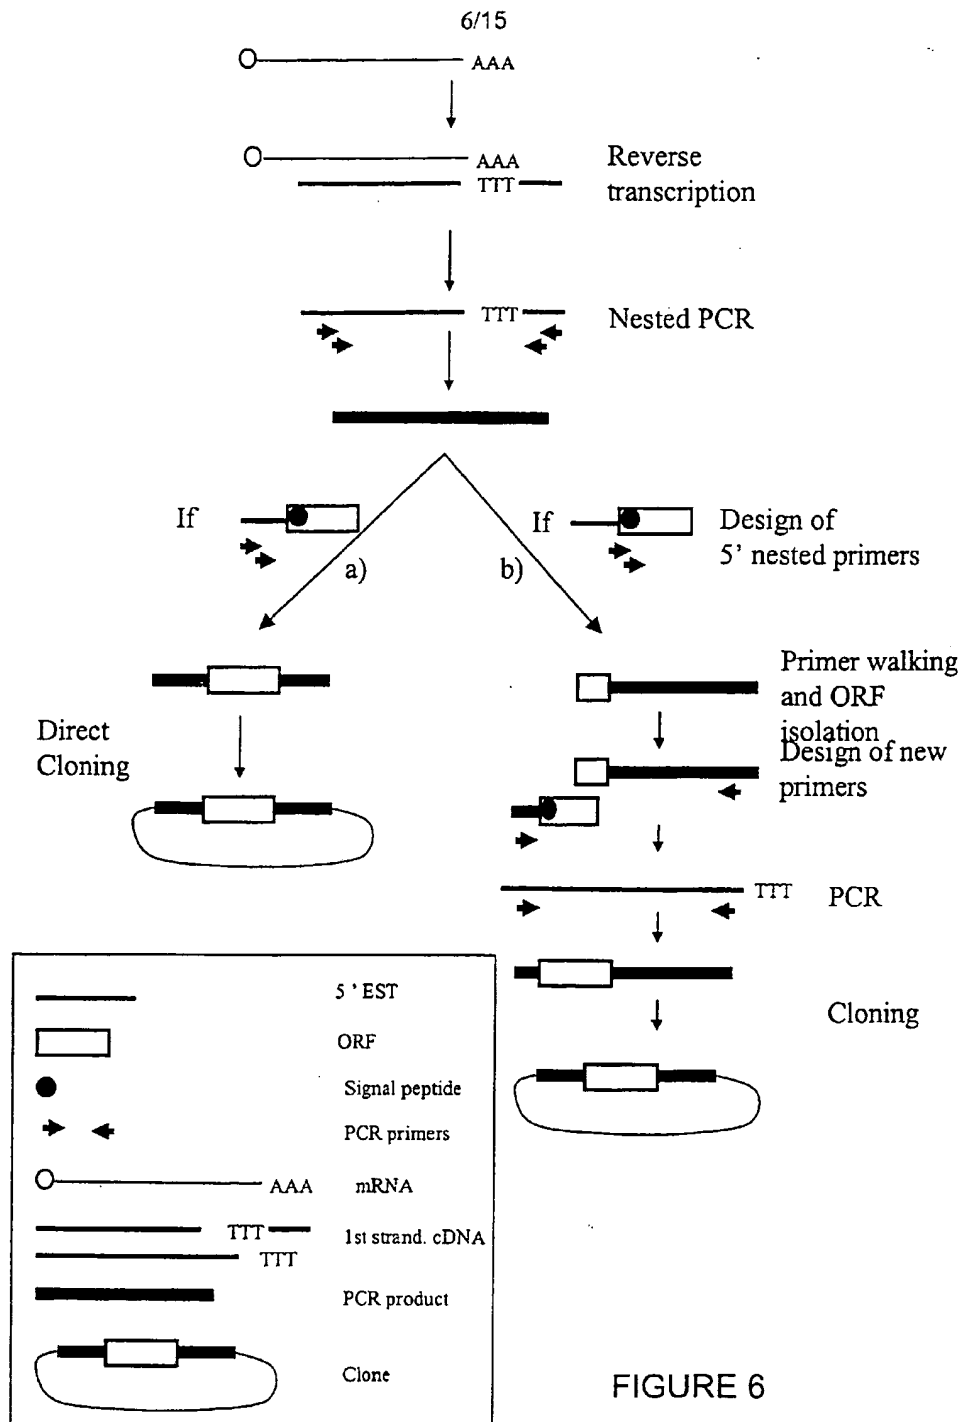 6/15
AAA
AAA
TTT
Reverse
transcription
TTT
Nested PCR
If
If
Design of
5' nested primers
a)
b)
Primer walking
and ORF
isolation
Design of new
primers
Direct
Cloning
TTT
PCR
Cloning
5 ' EST
ORF
Signal peptide
PCR primers
AAA
mRNA
TTT
1st strand. cDNA
TTT
PCR product
Clone
FIGURE 6